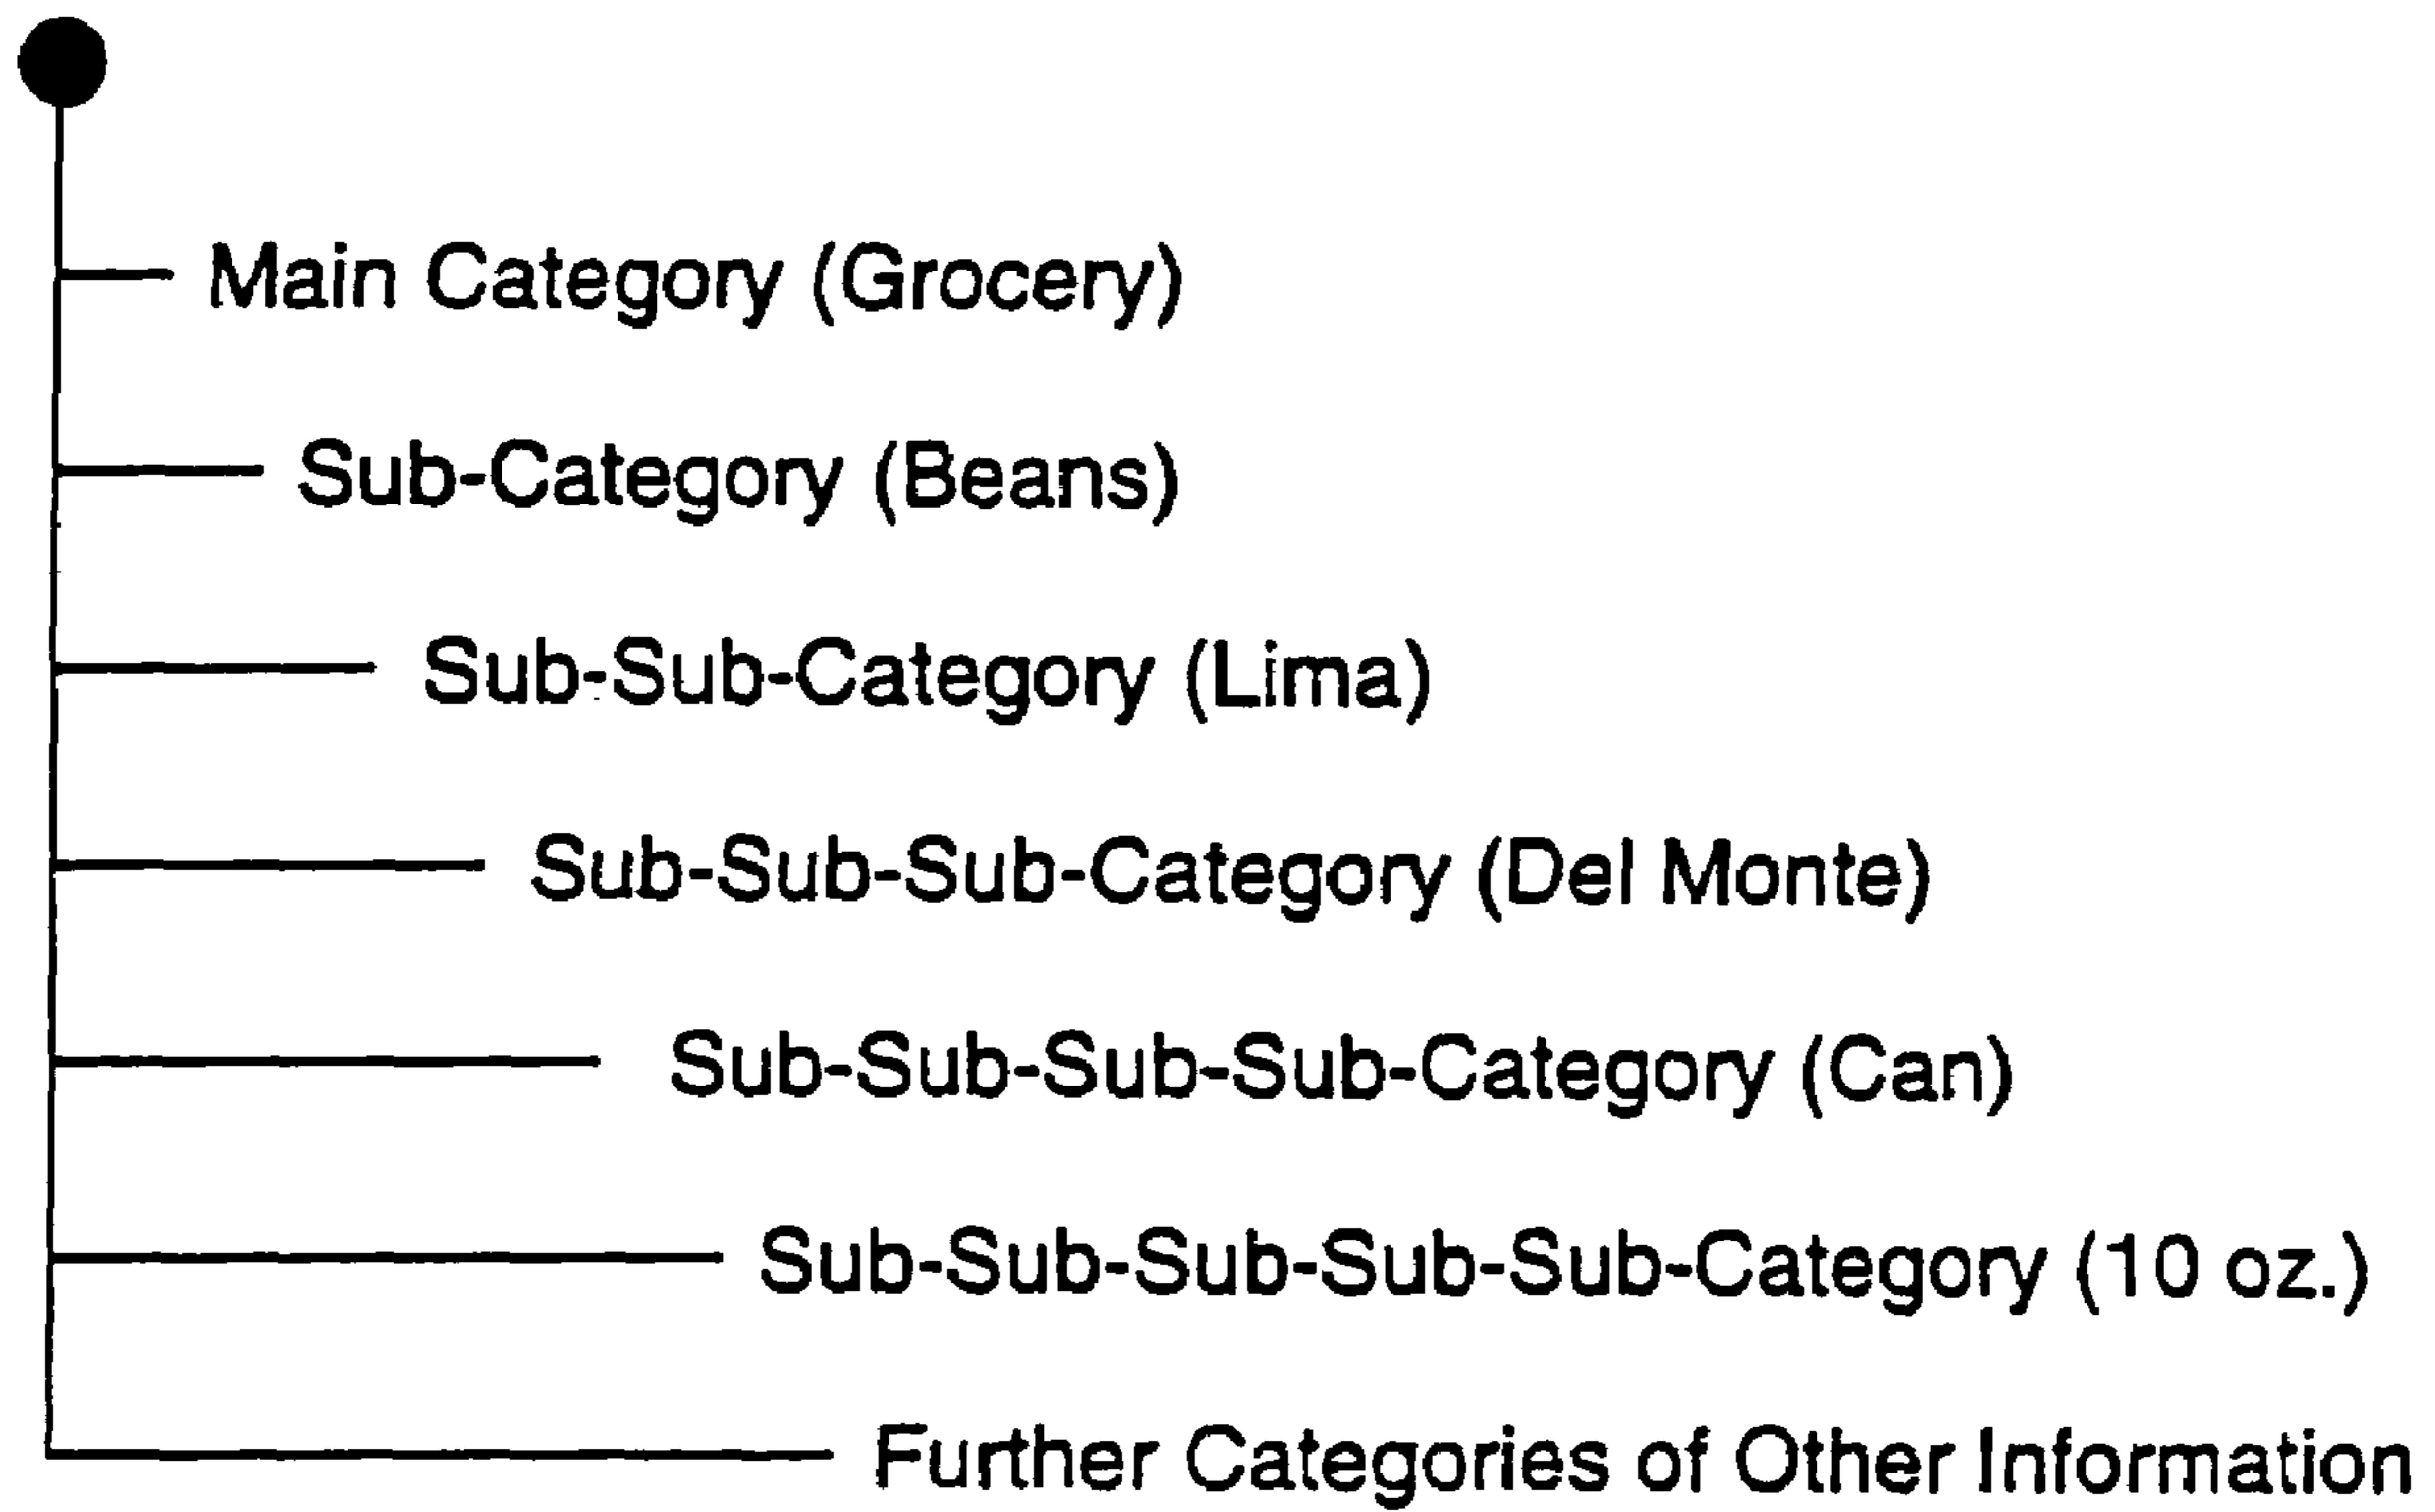 Main Category (Grocery)
Sub-Category (Beans)
Sub-Sub-Category (Lima)
Sub-Sub-Sub-Category (Del Monte)
Sub-Sub-Sub-Sub-Category (Can)
Sub-Sub-Sub-Sub-Sub-Category (10 oz.)
Further Categories of Other Information